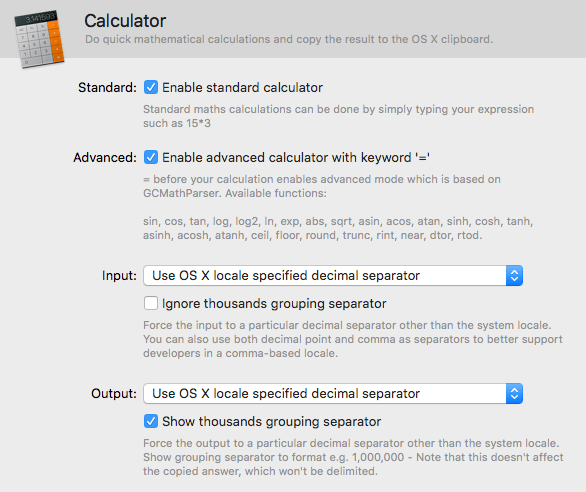 3.141593
Calculator
Do quick mathematical calculations and copy the result to the OS X clipboard.
Standard: Enable standard calculator
Standard maths calculations can be done by simply typing your expression
such as 15*3
Advanced: Enable advanced calculator with keyword '='
= before your calculation enables advanced mode which is based on
GCMathParser. Available functions:
sin, cos, tan, log, log2, ln, exp, abs, sqrt, asin, acos, atan, sinh, cosh, tanh,
asinh, acosh, atanh, ceil, floor, round, trunc, rint, near, dtor, rtod.
Input: Use OS X locale specified decimal separator
Ignore thousands grouping separator
Force the input to a particular decimal separator other than the system locale.
You can also use both decimal point and comma as separators to better support
developers in a comma-based locale.
Output: Use OS X locale specified decimal separator
Show thousands grouping separator
Force the output to a particular decimal separator other than the system locale.
Show grouping separator to format e.g. 1,000,000 - Note that this doesn't affect
the copied answer, which won't be delimited.